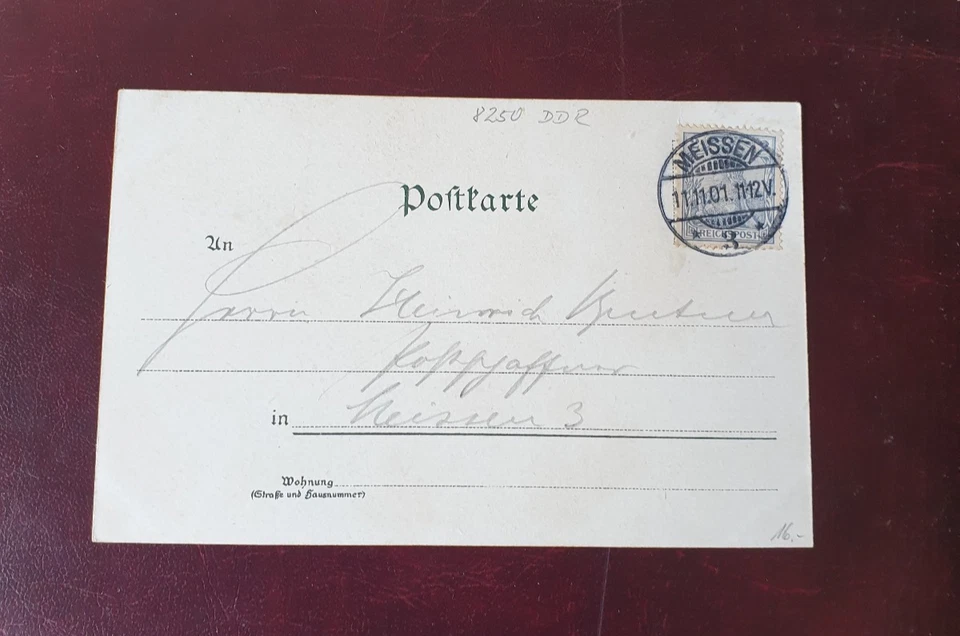 8250 DDR
Postkarte
MEISSEN
11.11.01. 11-12V.
* 3 *
REICHSPOST
An
Herrn Heinrich
Postschaffner
in Meissen 3
Wohnung
(Straße und Hausnummer)
16.-